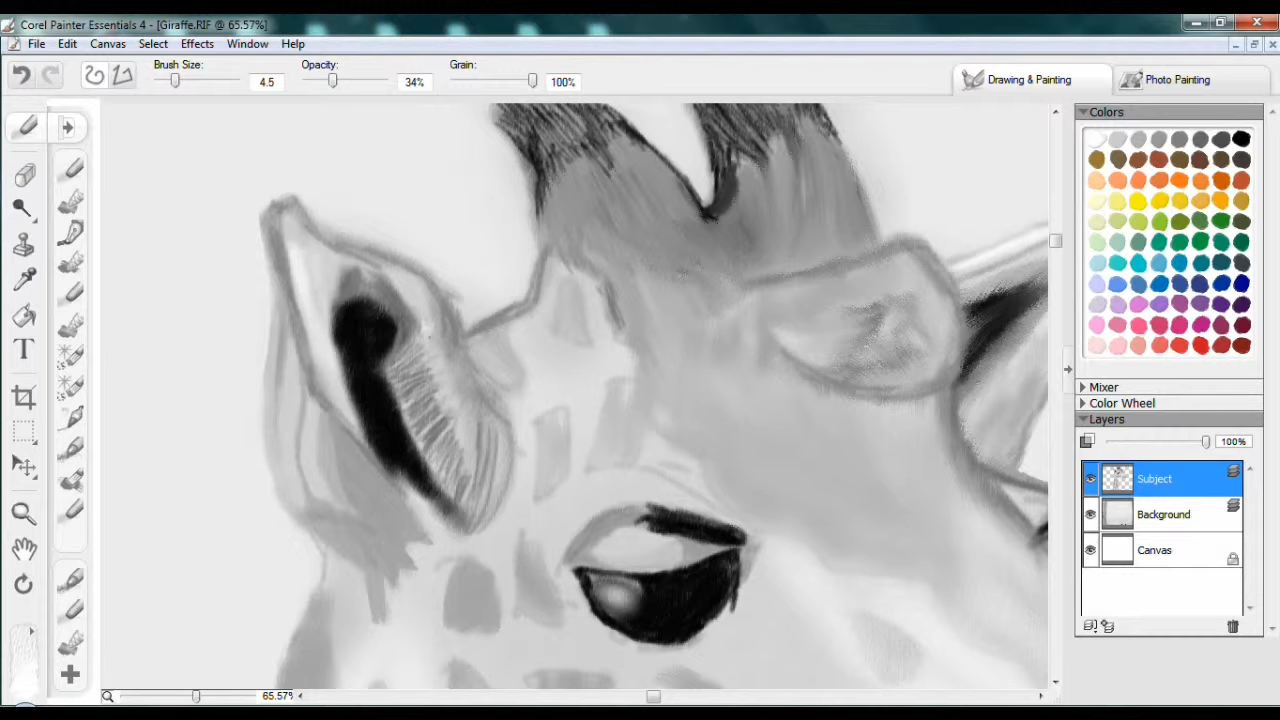 Corel Painter Essentials 4 - [Giraffe.RIF @ 65.57%]
File Edit Canvas Select Effects Window Help
Brush Size: 4.5 Opacity: 34% Grain: 100%
Drawing & Painting Photo Painting
Colors
Mixer
Color Wheel
Layers
100%
Subject
Background
Canvas
T
65.57%